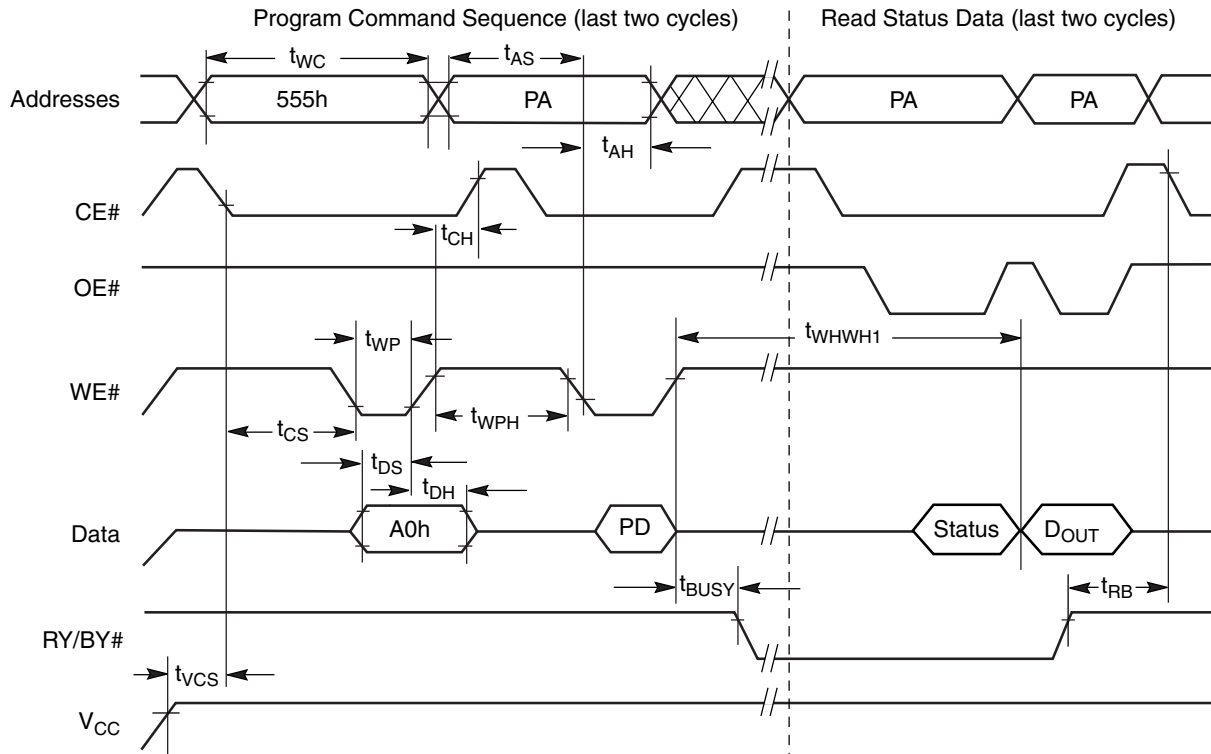 Program Command Sequence (last two cycles) Read Status Data (last two cycles)
tWC tAS
Addresses 555h PA PA PA
tAH
CE#
tCH
OE#
tWP tWHWH1
WE#
tCS tWPH
tDS
tDH
Data A0h PD Status DOUT
tBUSY tRB
RY/BY#
tVCS
VCC